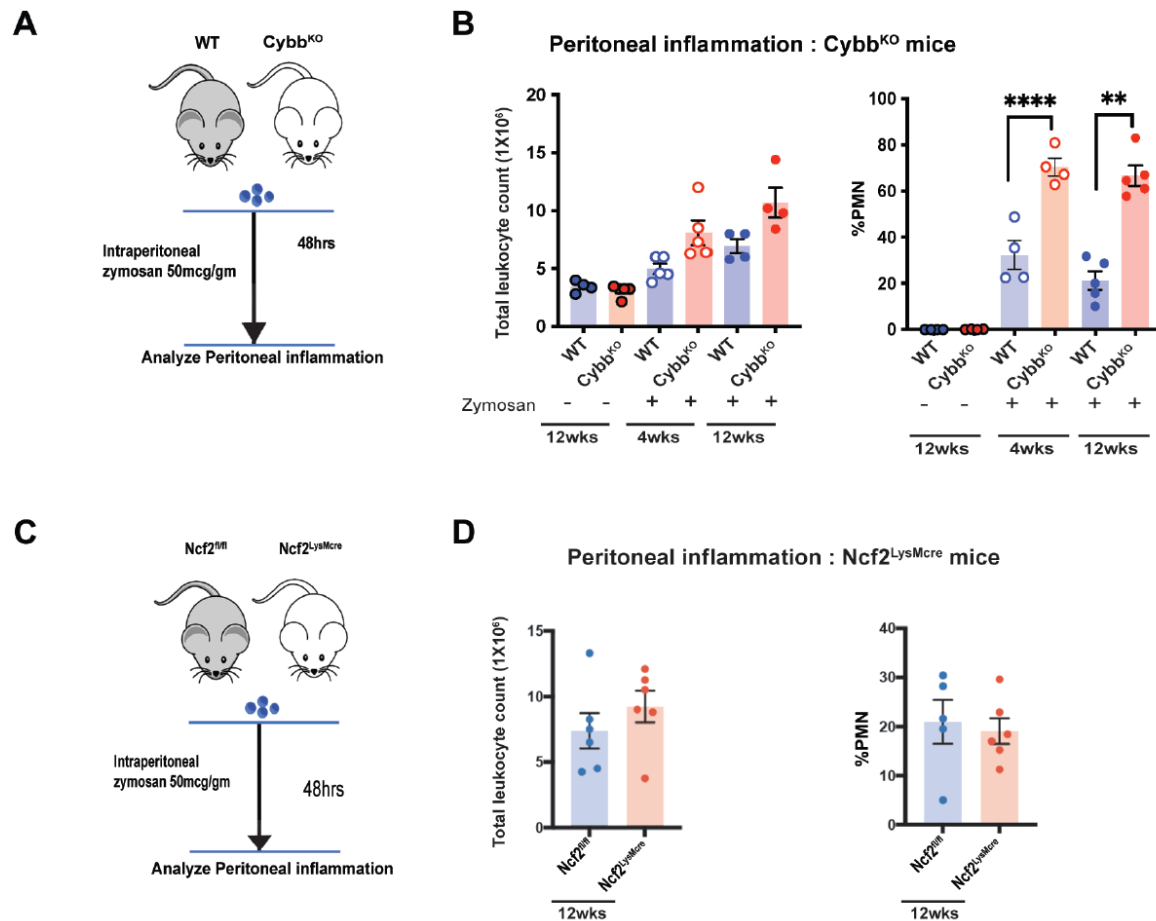 A
WT
Cybb^KO
48hrs
Intraperitoneal
zymosan 50mcg/gm
Analyze Peritoneal inflammation
B
Peritoneal inflammation : Cybb^KO mice
Total leukocyte count (1X10^6)
20
15
10
5
0
WT
Cybb^KO
WT
Cybb^KO
WT
Cybb^KO
Zymosan - - + + + +
12wks 4wks 12wks
%PMN
100
80
60
40
20
0
****
**
WT
Cybb^KO
WT
Cybb^KO
WT
Cybb^KO
- - + + + +
12wks 4wks 12wks
C
Ncf2^fl/fl
Ncf2^LysMcre
Intraperitoneal
zymosan 50mcg/gm
48hrs
Analyze Peritoneal inflammation
D
Peritoneal inflammation : Ncf2^LysMcre mice
Total leukocyte count (1X10^6)
15
10
5
0
Ncf2^fl/fl
Ncf2^LysMcre
12wks
%PMN
40
30
20
10
0
Ncf2^fl/fl
Ncf2^LysMcre
12wks